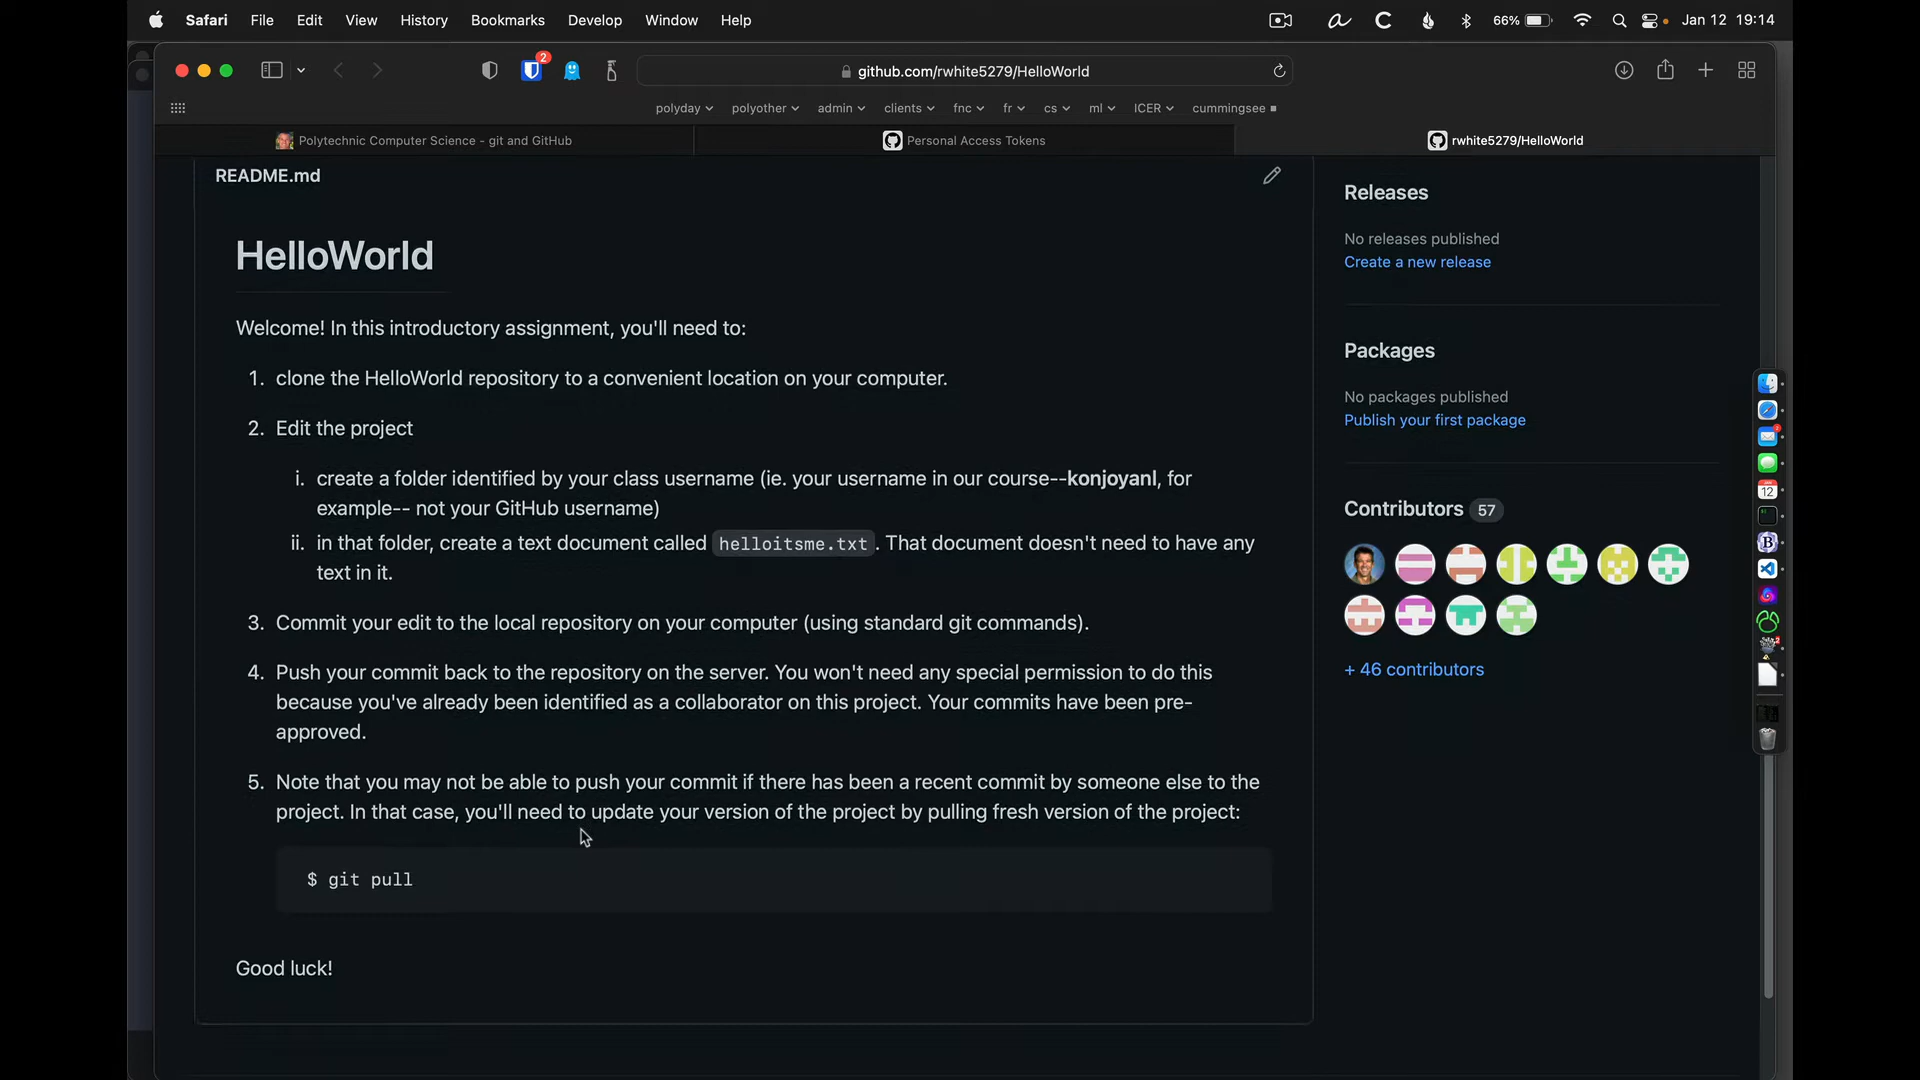 Safari File Edit View History Bookmarks Develop Window Help 66% Jan 12 19:14
2
github.com/rwhite5279/HelloWorld
polyday polyother admin clients fnc fr cs ml ICER cummingsee
Polytechnic Computer Science - git and GitHub Personal Access Tokens rwhite5279/HelloWorld
README.md
HelloWorld
Welcome! In this introductory assignment, you'll need to:
1. clone the HelloWorld repository to a convenient location on your computer.
2. Edit the project
i. create a folder identified by your class username (ie. your username in our course--konjoyanl, for
example-- not your GitHub username)
ii. in that folder, create a text document called helloitsme.txt. That document doesn't need to have any
text in it.
3. Commit your edit to the local repository on your computer (using standard git commands).
4. Push your commit back to the repository on the server. You won't need any special permission to do this
because you've already been identified as a collaborator on this project. Your commits have been pre-
approved.
5. Note that you may not be able to push your commit if there has been a recent commit by someone else to the
project. In that case, you'll need to update your version of the project by pulling fresh version of the project:
$ git pull
Good luck!
Releases
No releases published
Create a new release
Packages
No packages published
Publish your first package
Contributors 57
+ 46 contributors
12